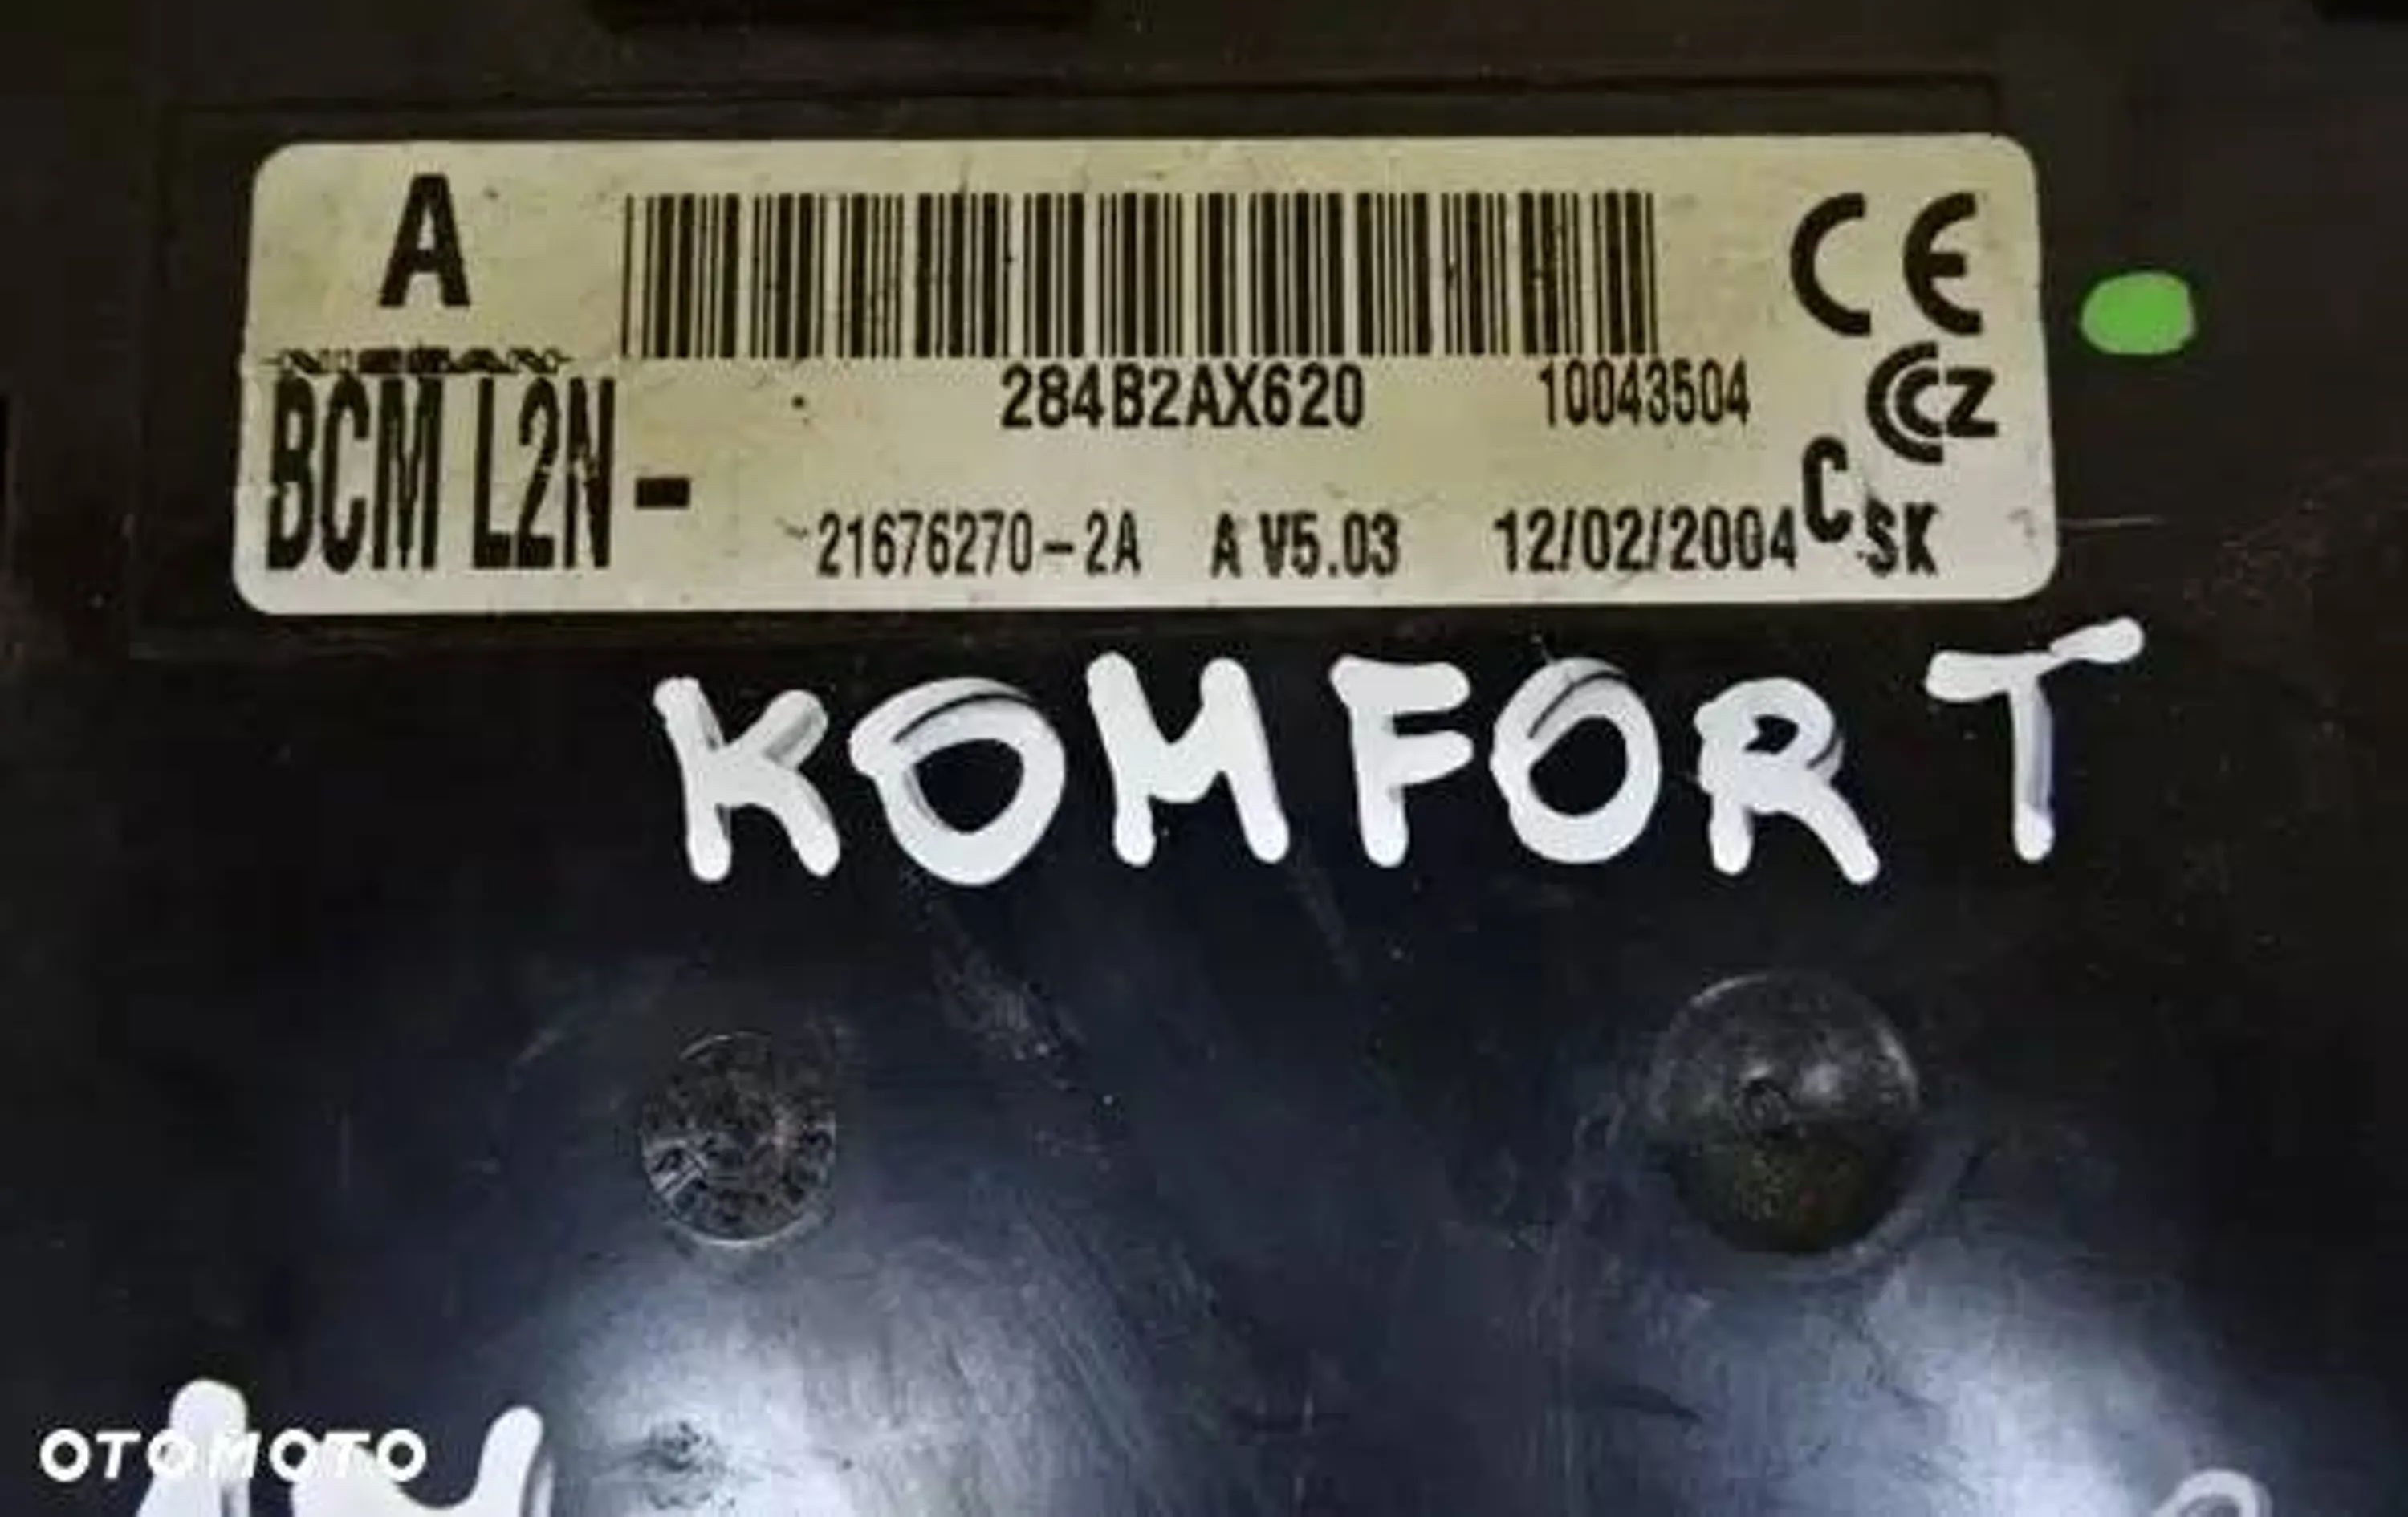 A
NISSAN
BCM L2N-
284B2AX620 10043504
21676270-2A A V5.03 12/02/2004
CE
CCZ
C SK
KOMFORT
OTOMOTO